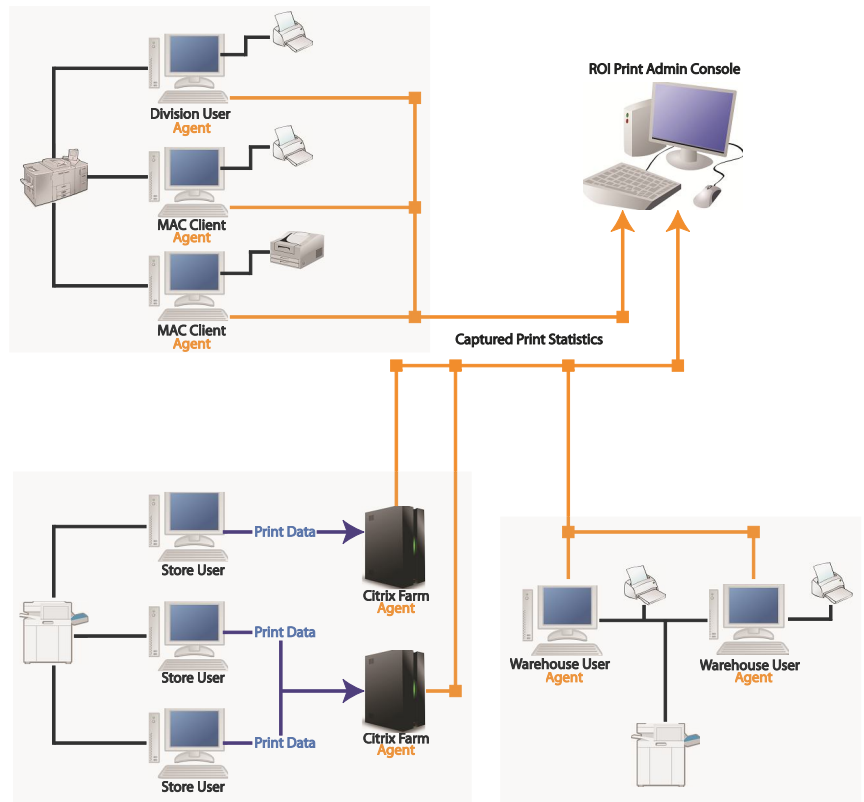 ROI Print Admin Console
Division User
Agent
MAC Client
Agent
MAC Client
Agent
Captured Print Statistics
Print Data
Store User
Citrix Farm
Agent
Print Data
Store User
Print Data
Store User
Citrix Farm
Agent
Warehouse User
Agent
Warehouse User
Agent